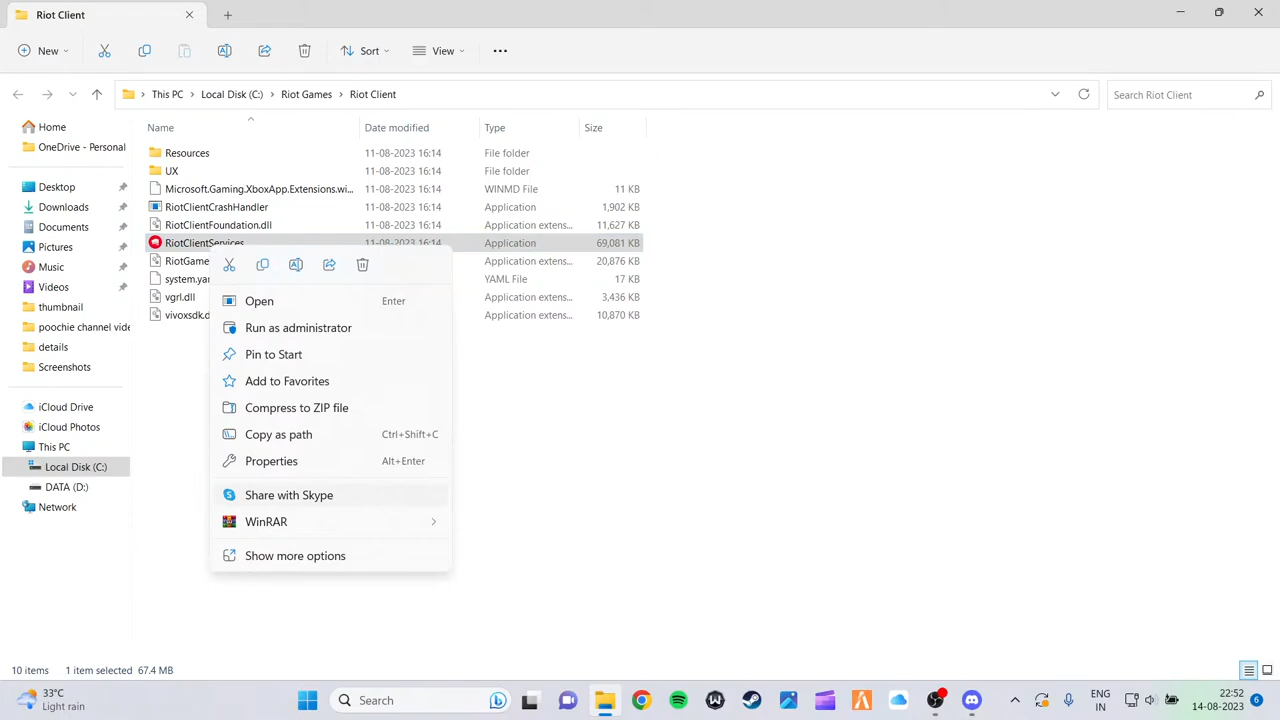 Riot Client
New
Sort
View
This PC > Local Disk (C:) > Riot Games > Riot Client
Search Riot Client
Name Date modified Type Size
Home
OneDrive - Personal
Desktop
Downloads
Documents
Pictures
Music
Videos
thumbnail
poochie channel vide
details
Screenshots
iCloud Drive
iCloud Photos
This PC
Local Disk (C:)
DATA (D:)
Network
Resources 11-08-2023 16:14 File folder
UX 11-08-2023 16:14 File folder
Microsoft.Gaming.XboxApp.Extensions.wi... 11-08-2023 16:14 WINMD File 11 KB
RiotClientCrashHandler 11-08-2023 16:14 Application 1,902 KB
RiotClientFoundation.dll 11-08-2023 16:14 Application extens... 11,627 KB
RiotClientServices 11-08-2023 16:14 Application 69,081 KB
RiotGame Application extens... 20,876 KB
system.yar YAML File 17 KB
vgrl.dll Application extens... 3,436 KB
vivoxsdk.d Application extens... 10,870 KB
Open Enter
Run as administrator
Pin to Start
Add to Favorites
Compress to ZIP file
Copy as path Ctrl+Shift+C
Properties Alt+Enter
Share with Skype
WinRAR
Show more options
10 items 1 item selected 67.4 MB
33°C
Light rain
Search
ENG
IN
22:52
14-08-2023
6